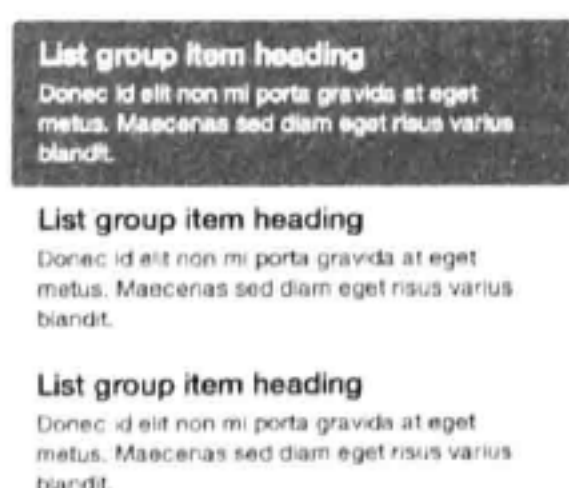 List group item heading
Donec id elit non mi porta gravida at eget
metus. Maecenas sed diam eget risus varius
blandit.
List group item heading
Donec id elit non mi porta gravida at eget
metus. Maecenas sed diam eget risus varius
blandit.
List group item heading
Donec id elit non mi porta gravida at eget
metus. Maecenas sed diam eget risus varius
blandit.